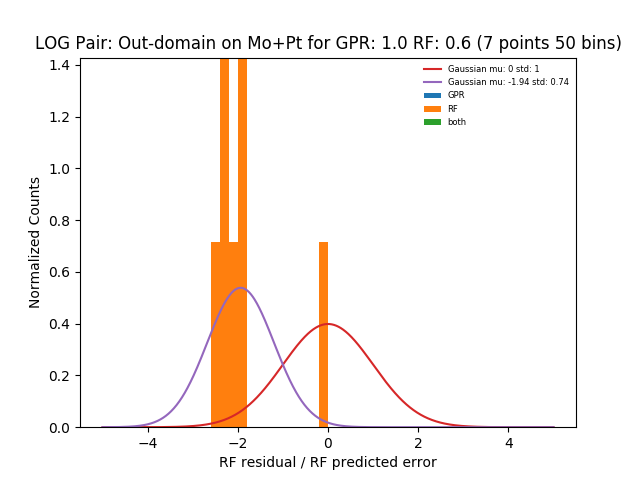 LOG Pair: Out-domain on Mo+Pt for GPR: 1.0 RF: 0.6 (7 points 50 bins)
Gaussian mu: 0 std: 1
Gaussian mu: -1.94 std: 0.74
GPR
RF
both
Normalized Counts
1.4
1.2
1.0
0.8
0.6
0.4
0.2
0.0
−4
−2
0
2
4
RF residual / RF predicted error